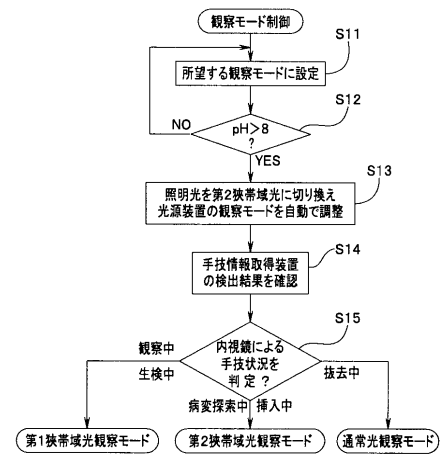 観察モード制御
S11
所望する観察モードに設定
S12
pH>8
?
NO
YES
S13
照明光を第2狭帯域光に切り換え
光源装置の観察モードを自動で調整
S14
手技情報取得装置
の検出結果を確認
S15
内視鏡による
手技状況を
判定?
観察中
生検中
抜去中
病変探索中
挿入中
第1狭帯域光観察モード
第2狭帯域光観察モード
通常光観察モード